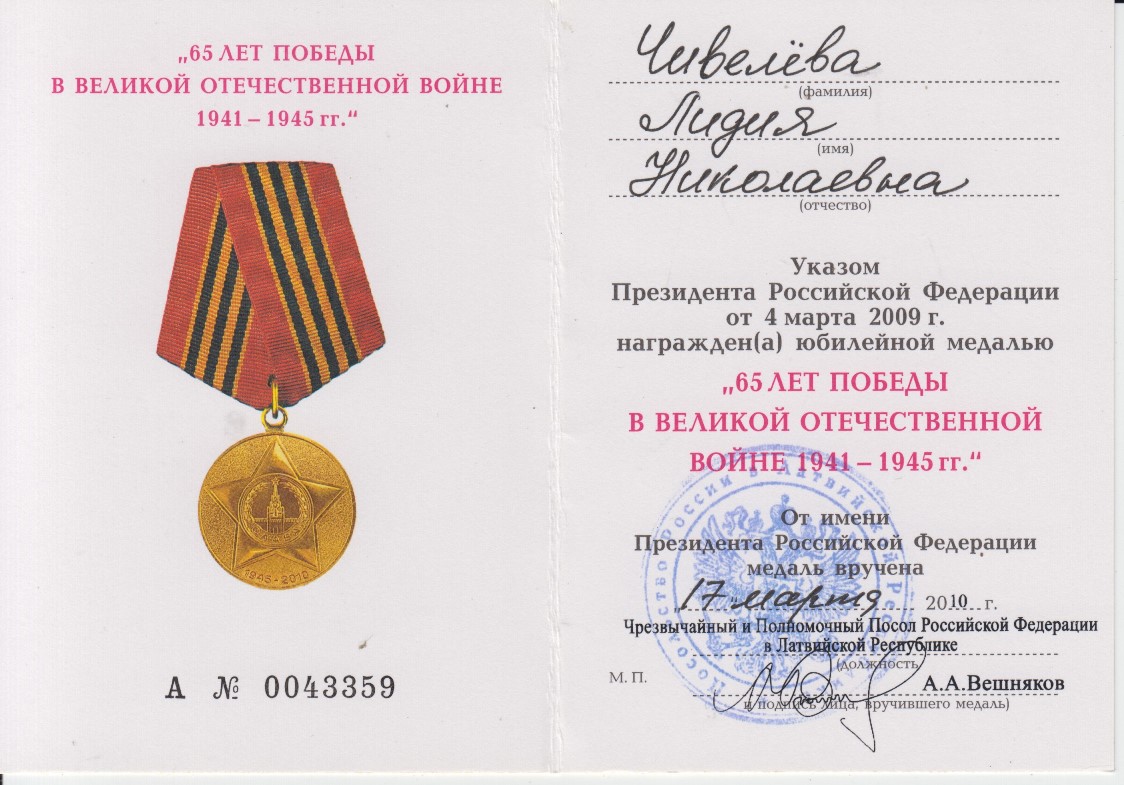 „65 ЛЕТ ПОБЕДЫ
В ВЕЛИКОЙ ОТЕЧЕСТВЕННОЙ ВОЙНЕ
1941 – 1945 гг.“
1945-2010
А № 0043359
Чивелёва
(фамилия)
Лидия
(имя)
Николаевна
(отчество)
Указом
Президента Российской Федерации
от 4 марта 2009 г.
награжден(а) юбилейной медалью
„65 ЛЕТ ПОБЕДЫ
В ВЕЛИКОЙ ОТЕЧЕСТВЕННОЙ
ВОЙНЕ 1941 – 1945 гг.“
От имени
Президента Российской Федерации
медаль вручена
„17 марта 2010 г.
Чрезвычайный и Полномочный Посол Российской Федерации
в Латвийской Республике
(должность
М. П.
А.А.Вешняков
и подпись лица, вручившего медаль)
Посольство России в Латвийской